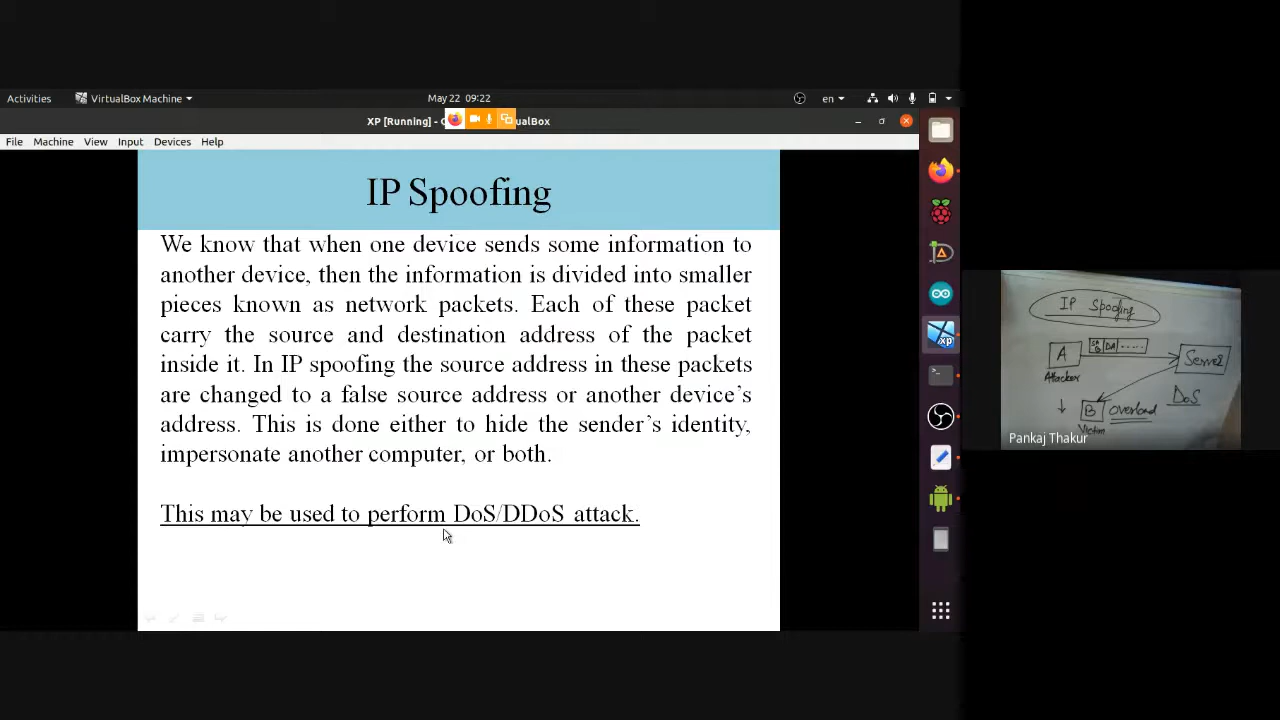 Activities VirtualBox Machine May 22 09:22 en
XP [Running] - O ualBox
File Machine View Input Devices Help
IP Spoofing
We know that when one device sends some information to
another device, then the information is divided into smaller
pieces known as network packets. Each of these packet
carry the source and destination address of the packet
inside it. In IP spoofing the source address in these packets
are changed to a false source address or another device's
address. This is done either to hide the sender's identity,
impersonate another computer, or both.
This may be used to perform DoS/DDoS attack.
xp
IP Spoofing
A DA ......
Server
Attacker
DoS
B overload
Victim
Pankaj Thakur